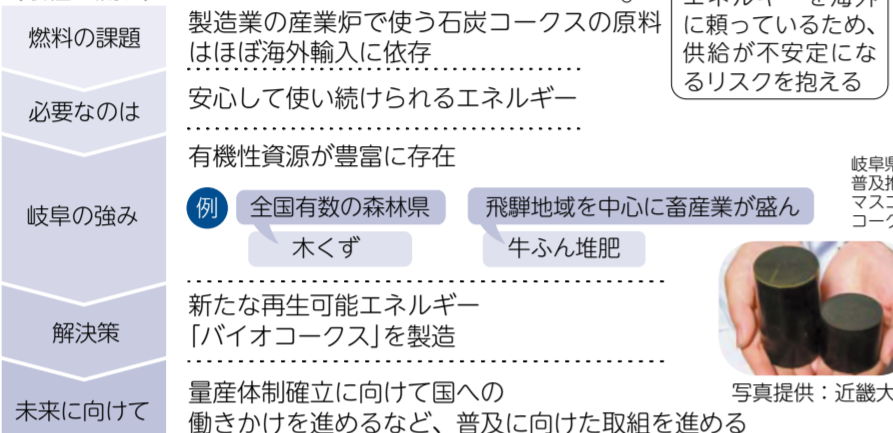 燃料の課題
製造業の産業炉で使う石炭コークスの原料
はほぼ海外輸入に依存
に頼っているため、
供給が不安定にな
るリスクを抱える
必要なのは
安心して使い続けられるエネルギー
岐阜の強み
有機性資源が豊富に存在
例
全国有数の森林県
木くず
飛騨地域を中心に畜産業が盛ん
牛ふん堆肥
岐阜県
普及推
マスコ
コーク
解決策
新たな再生可能エネルギー
「バイオコークス」を製造
写真提供:近畿大
未来に向けて
量産体制確立に向けて国への
働きかけを進めるなど、普及に向けた取組を進める